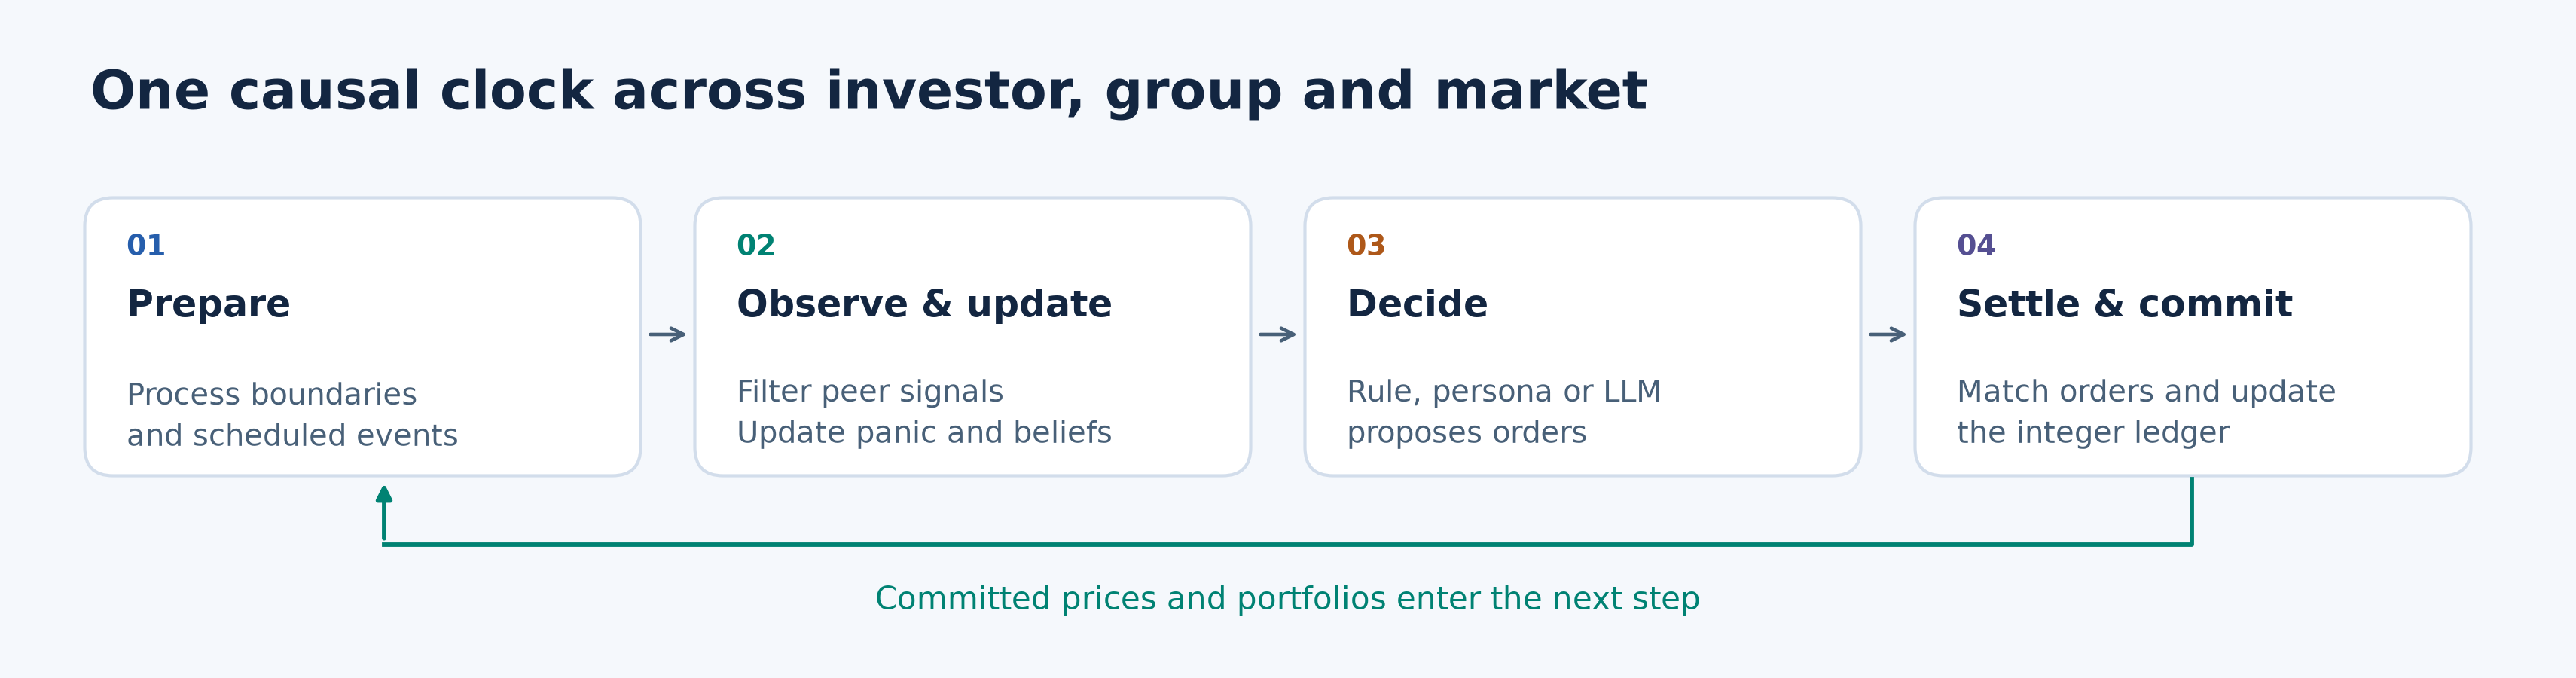 One causal clock across investor, group and market
01
Prepare
Process boundaries
and scheduled events
02
Observe & update
Filter peer signals
Update panic and beliefs
03
Decide
Rule, persona or LLM
proposes orders
04
Settle & commit
Match orders and update
the integer ledger
Committed prices and portfolios enter the next step